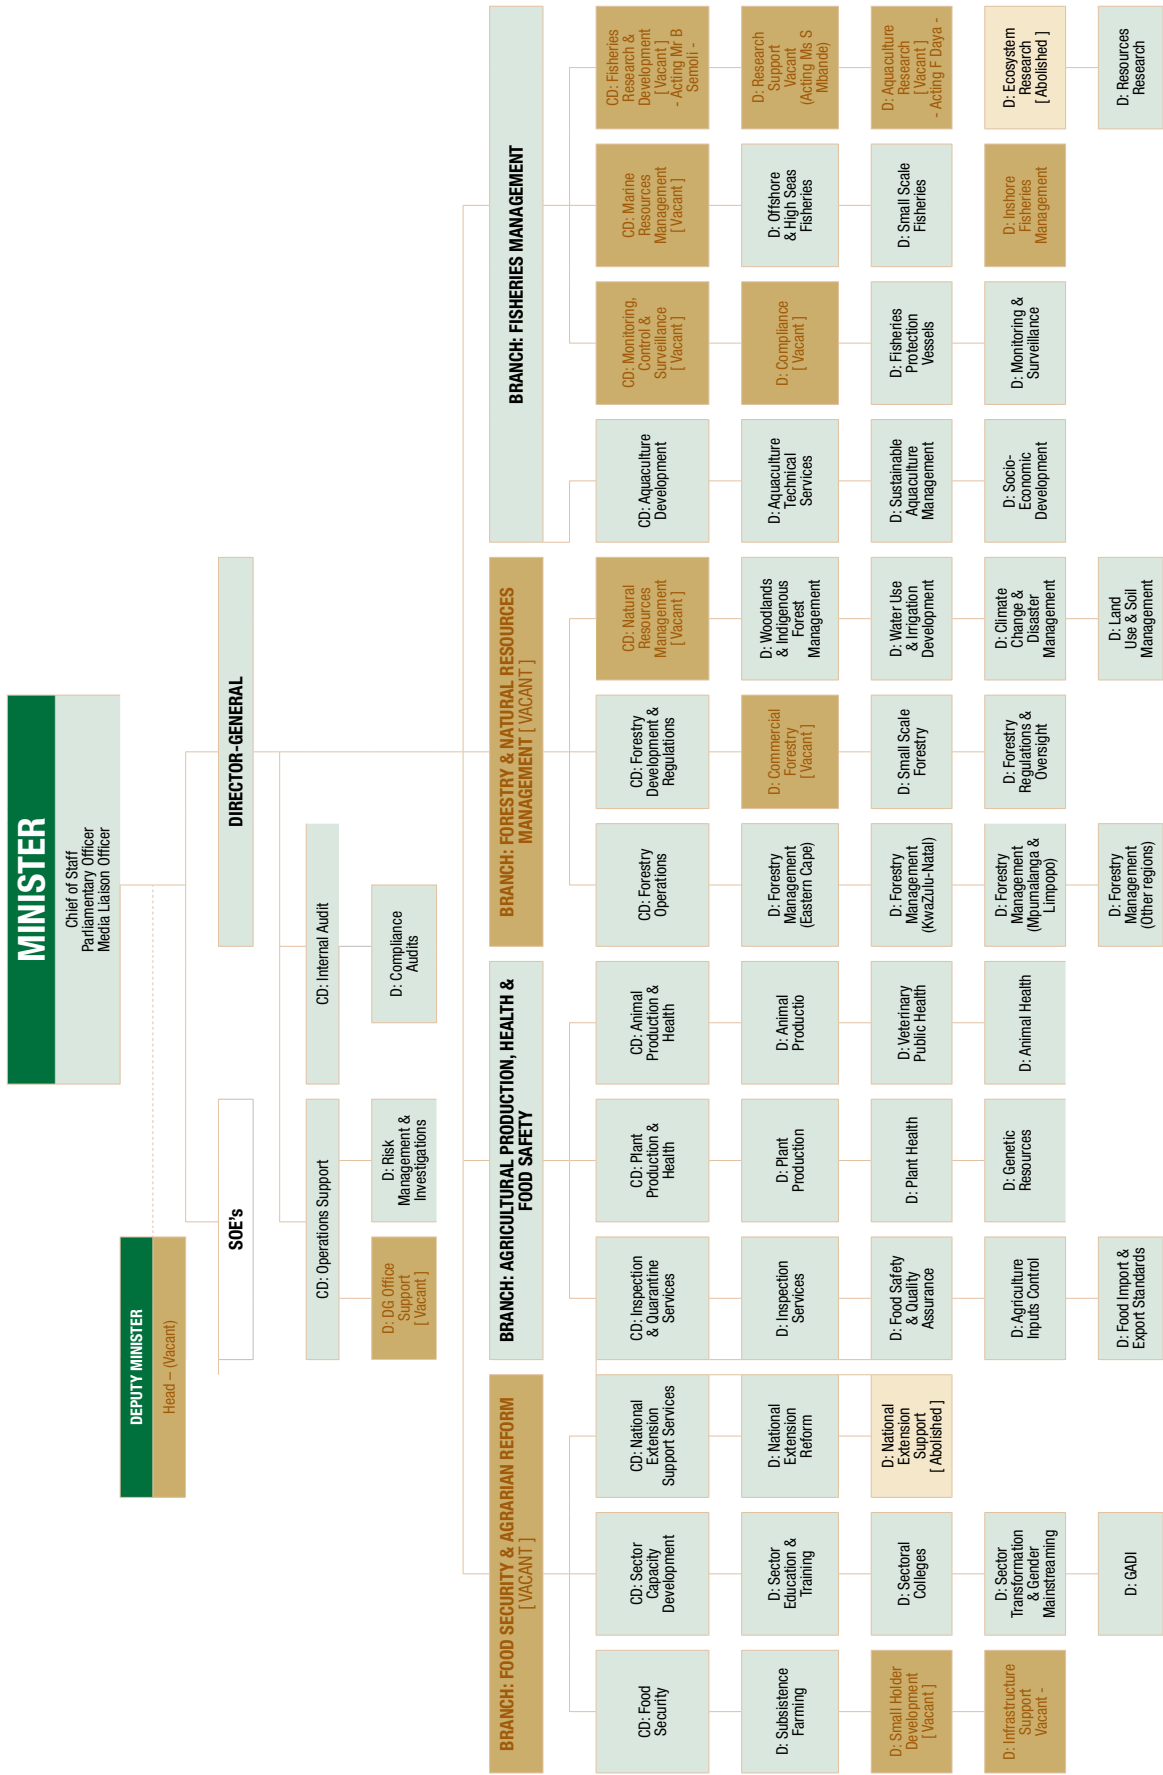 MINISTER
Chief of Staff
Parliamentary Officer
Media Liaison Officer
DEPUTY MINISTER
Head – (Vacant)
SOE's
DIRECTOR-GENERAL
CD: Operations Support
CD: Internal Audit
D: DG Office
Support
[ Vacant ]
D: Risk
Management &
Investigations
D: Compliance
Audits
BRANCH: FOOD SECURITY & AGRARIAN REFORM
[ VACANT ]
CD: Food
Security
D: Subsistence
Farming
D: Small Holder
Development
[ Vacant ]
D: Infrastructure
Support
Vacant -
CD: Sector
Capacity
Development
D: Sector
Education &
Training
D: Sectoral
Colleges
D: Sector
Transformation
& Gender
Mainstreaming
D: GADI
CD: National
Extension
Support Services
D: National
Extension
Reform
D: National
Extension
Support
[ Abolished ]
BRANCH: AGRICULTURAL PRODUCTION, HEALTH &
FOOD SAFETY
CD: Inspection
& Quarantine
Services
D: Inspection
Services
D: Food Safety
& Quality
Assurance
D: Agriculture
Inputs Control
D: Food Import &
Export Standards
CD: Plant
Production &
Health
D: Plant
Production
D: Plant Health
D: Genetic
Resources
CD: Animal
Production &
Health
D: Animal
Productio
D: Veterinary
Public Health
D: Animal Health
BRANCH: FORESTRY & NATURAL RESOURCES
MANAGEMENT [ VACANT ]
CD: Forestry
Operations
D: Forestry
Management
(Eastern Cape)
D: Forestry
Management
(KwaZulu-Natal)
D: Forestry
Management
(Mpumalanga &
Limpopo)
D: Forestry
Management
(Other regions)
CD: Forestry
Development &
Regulations
D: Commercial
Forestry
[ Vacant ]
D: Small Scale
Forestry
D: Forestry
Regulations &
Oversight
CD: Natural
Resources
Management
[ Vacant ]
D: Woodlands
& Indigenous
Forest
Management
D: Water Use
& Irrigation
Development
D: Climate
Change &
Disaster
Management
D: Land
Use & Soil
Management
BRANCH: FISHERIES MANAGEMENT
CD: Aquaculture
Development
D: Aquaculture
Technical
Services
D: Sustainable
Aquaculture
Management
D: Socio-
Economic
Development
CD: Monitoring,
Control &
Surveillance
[ Vacant ]
D: Compliance
[ Vacant ]
D: Fisheries
Protection
Vessels
D: Monitoring &
Surveillance
CD: Marine
Resources
Management
[ Vacant ]
D: Offshore
& High Seas
Fisheries
D: Small Scale
Fisheries
D: Inshore
Fisheries
Management
CD: Fisheries
Research &
Development
[ Vacant ]
- Acting Mr B
Semoli -
D: Research
Support
Vacant
(Acting Ms S
Mbande)
D: Aquaculture
Research
[ Vacant ]
- Acting F Daya -
D: Ecosystem
Research
[ Abolished ]
D: Resources
Research